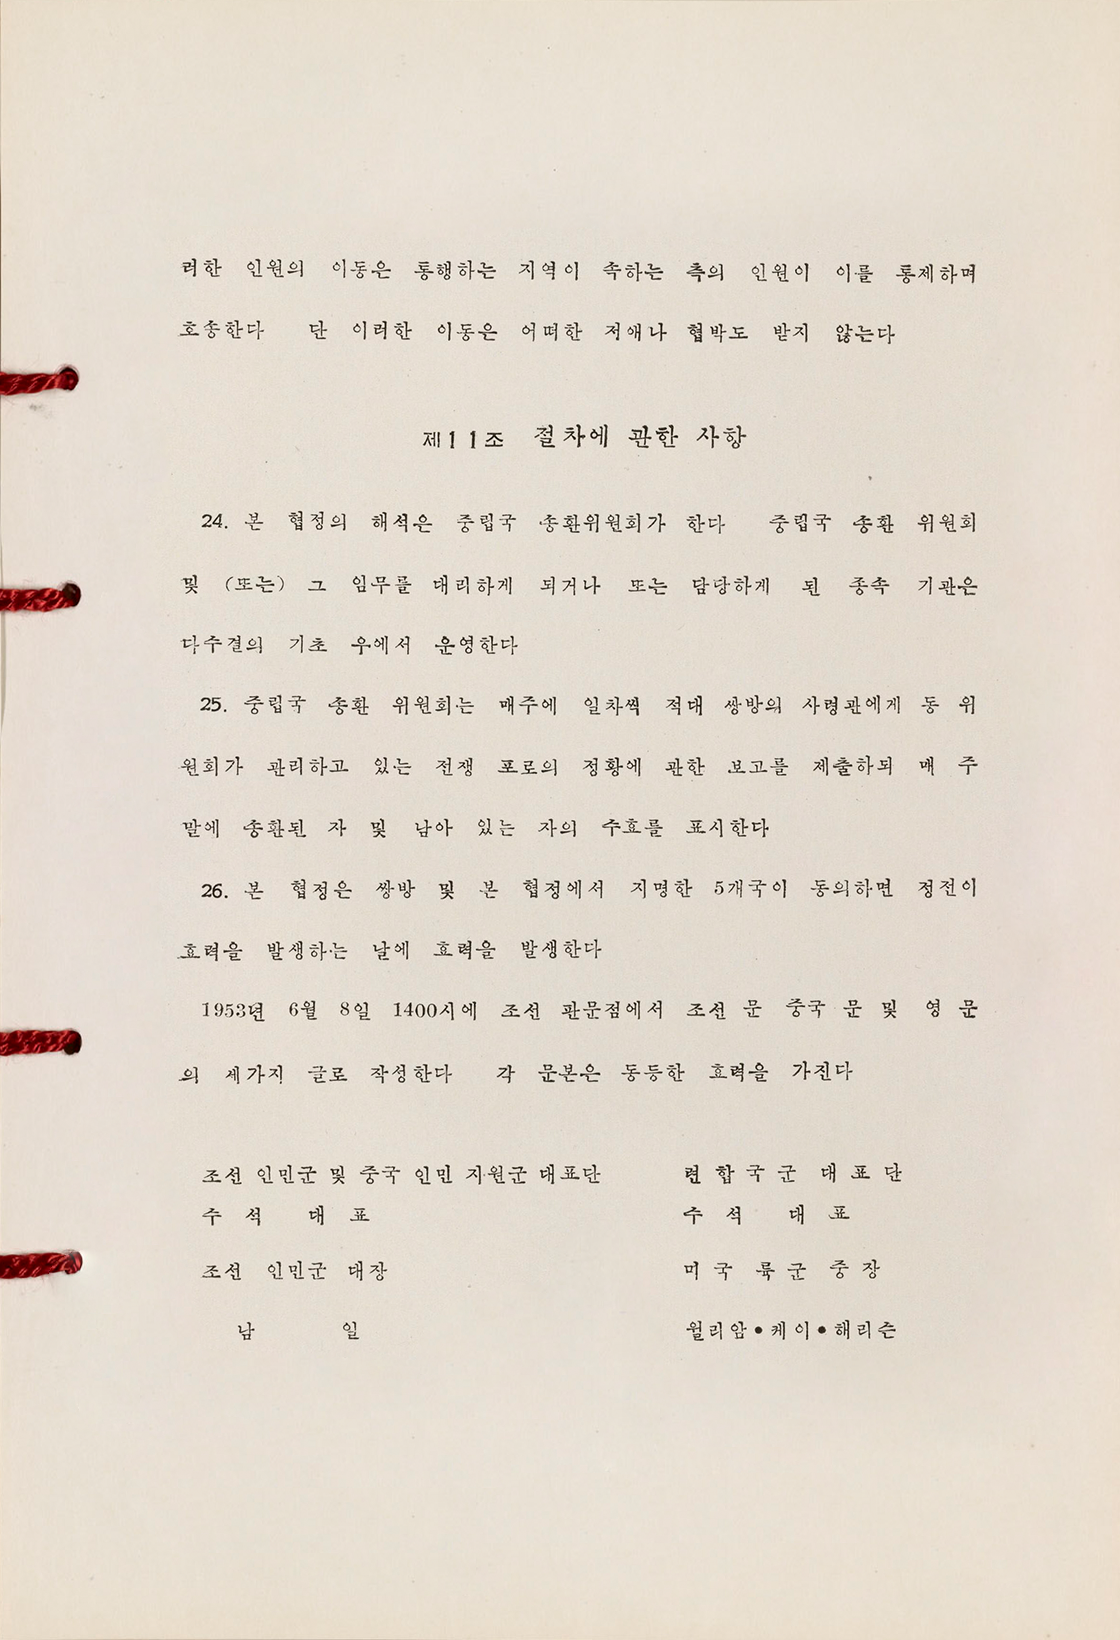 러한 인원의 이동은 통행하는 지역이 속하는 측의 인원이 이를 통제하며
호송한다 단 이러한 이동은 어떠한 저애나 협박도 받지 않는다
제11조 절차에 관한 사항
24. 본 협정의 해석은 중립국 송환위원회가 한다 중립국 송환 위원회
및 (또는) 그 임무를 대리하게 되거나 또는 담당하게 된 종속 기관은
다수결의 기초 우에서 운영한다
25. 중립국 송환 위원회는 매주에 일차씩 적대 쌍방의 사령관에게 동 위
원회가 관리하고 있는 전쟁 포로의 정황에 관한 보고를 제출하되 매 주
말에 송환된 자 및 남아 있는 자의 수효를 표시한다
26. 본 협정은 쌍방 및 본 협정에서 지명한 5개국이 동의하면 정전이
효력을 발생하는 날에 효력을 발생한다
1953년 6월 8일 1400시에 조선 판문점에서 조선 문 중국 문 및 영 문
의 세가지 글로 작성한다 각 문본은 동등한 효력을 가진다
조선 인민군 및 중국 인민 지원군 대표단 련합국군 대표단
수석 대표 수석 대표
조선 인민군 대장 미국 륙군 중장
남 일 윌리암•케이•해리슨